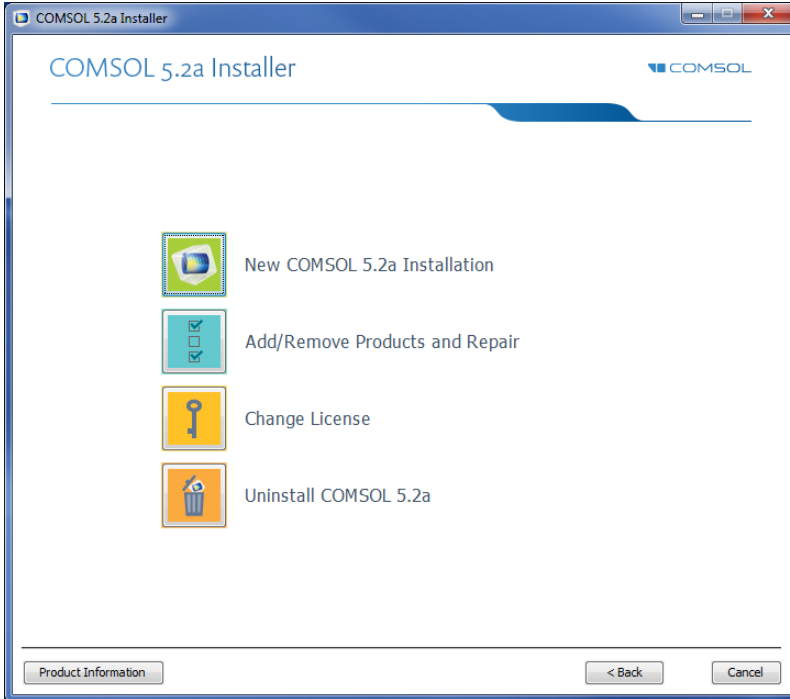 COMSOL 5.2a Installer
COMSOL 5.2a Installer
COMSOL
New COMSOL 5.2a Installation
Add/Remove Products and Repair
Change License
Uninstall COMSOL 5.2a
Product Information
< Back
Cancel